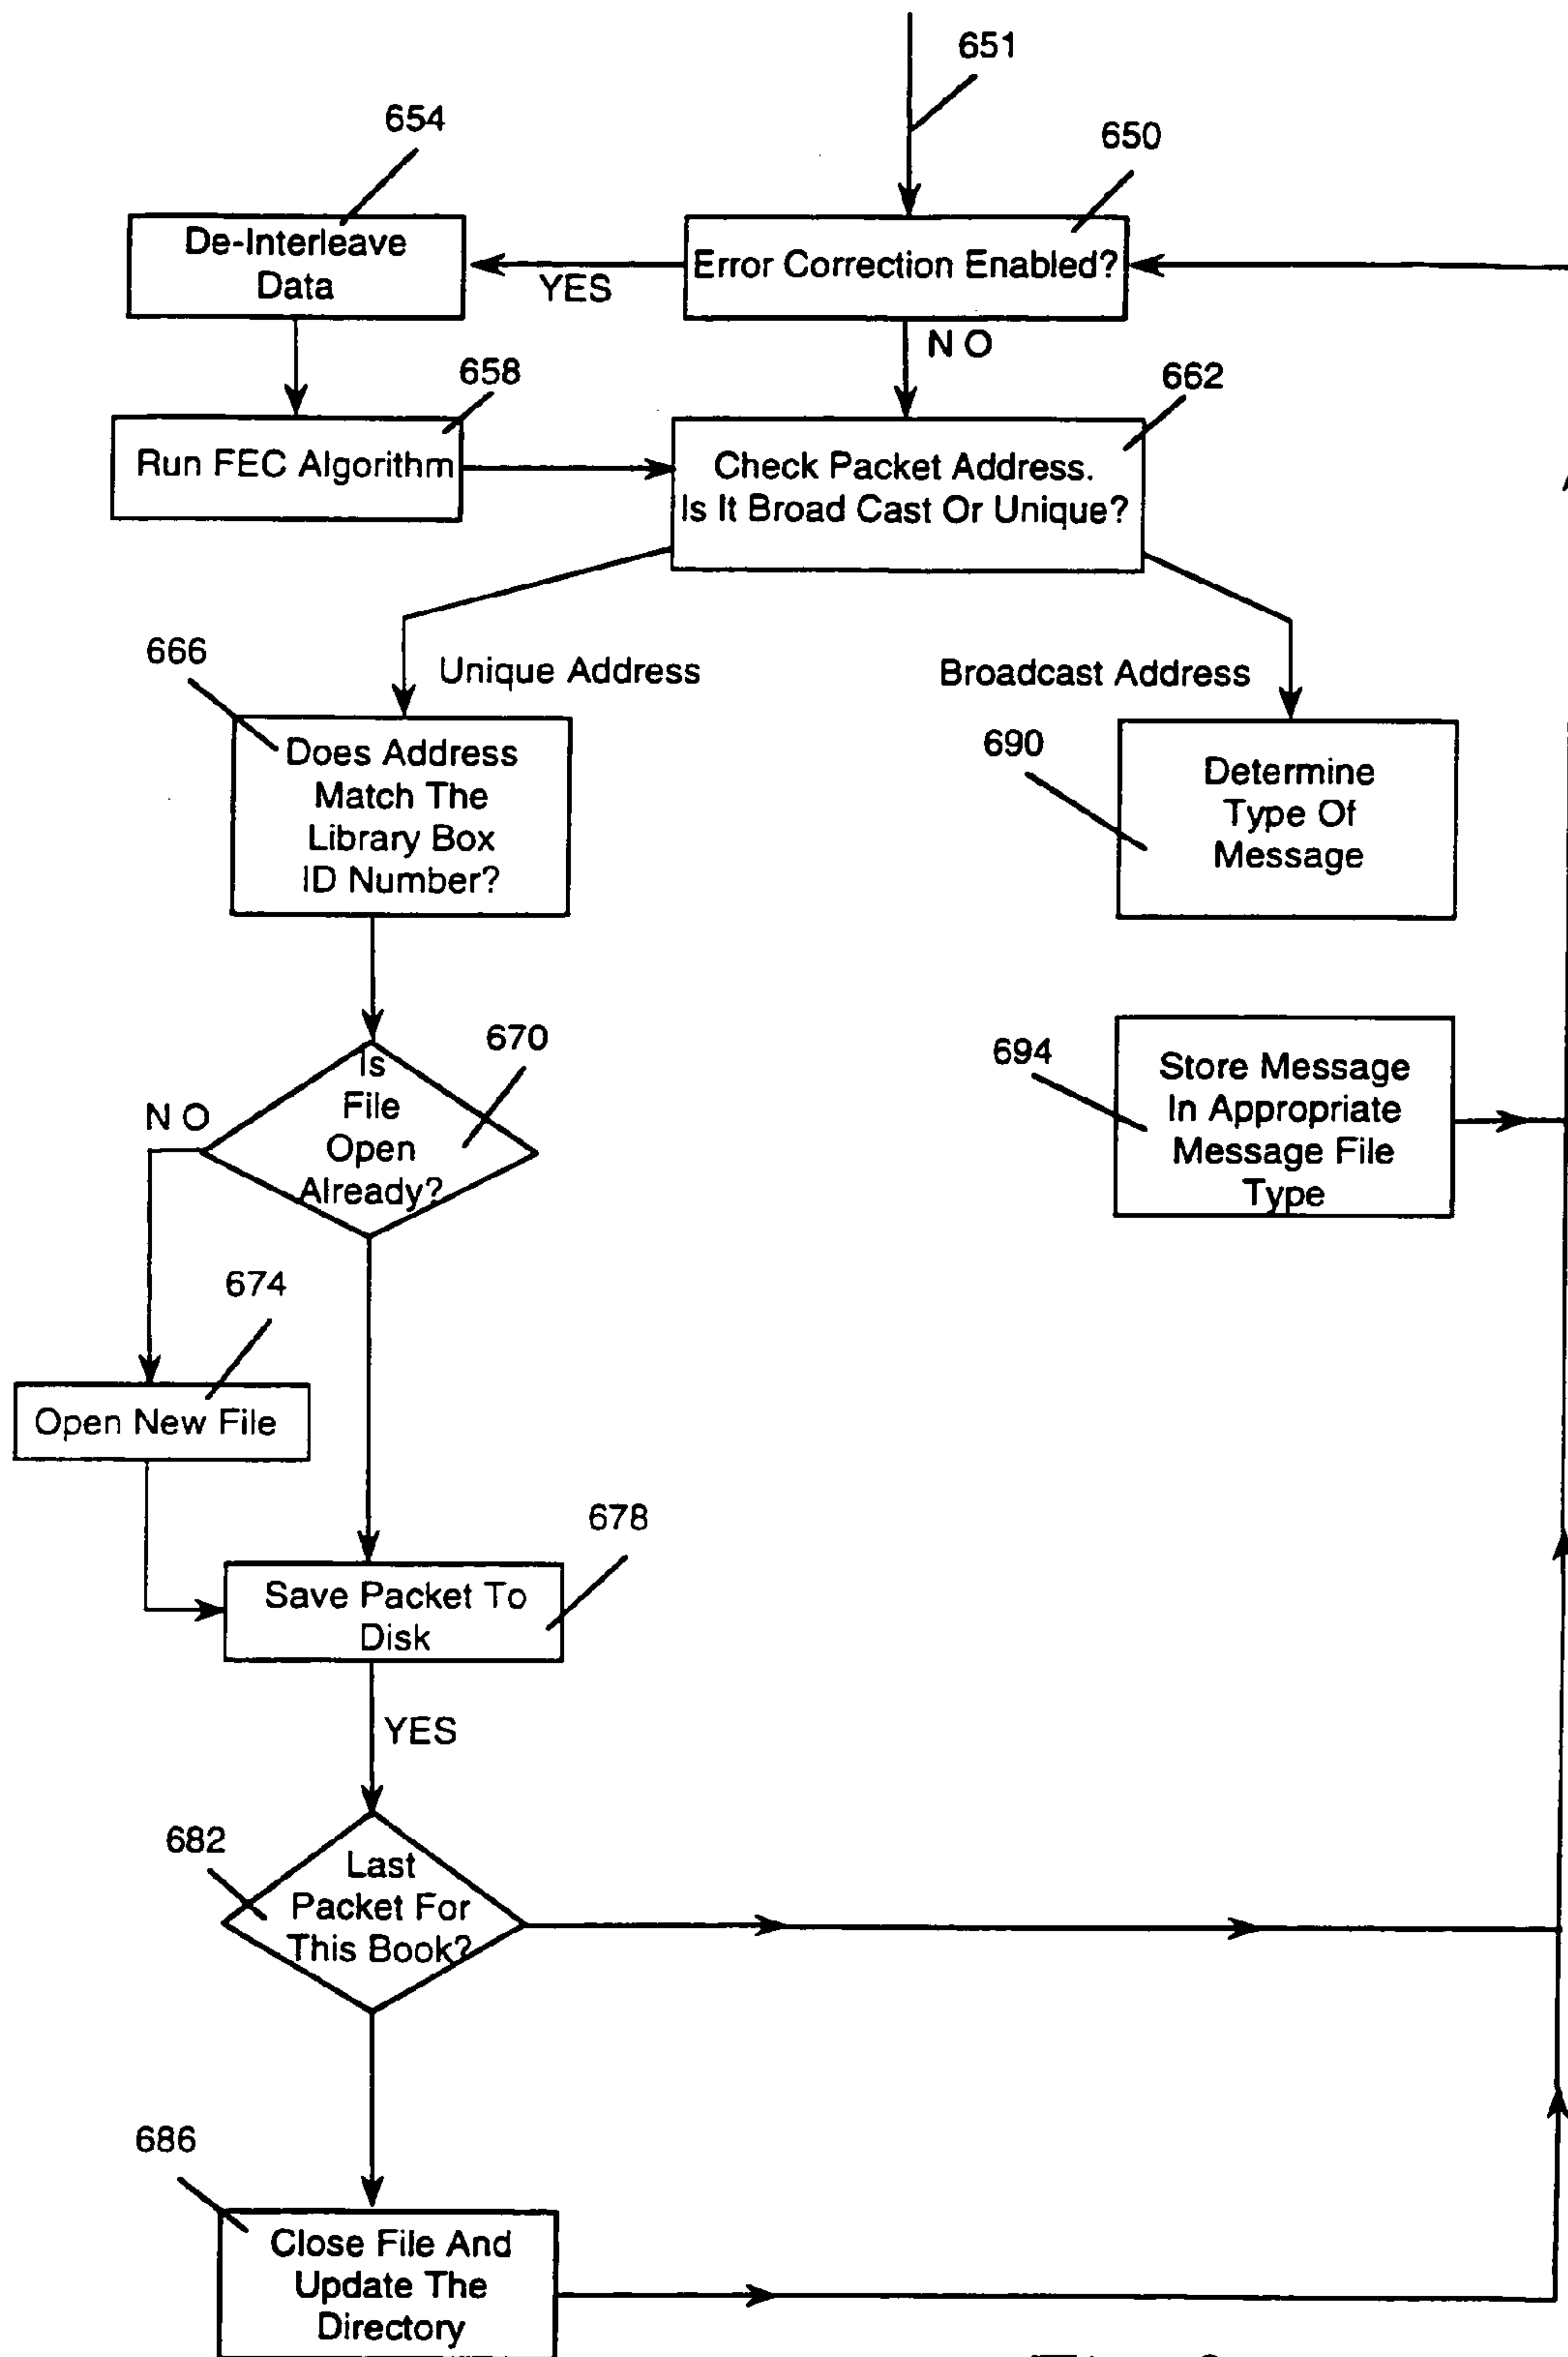 651
654
650
De-Interleave
Data
YES
Error Correction Enabled?
N O
658
662
Run FEC Algorithm
Check Packet Address.
Is It Broad Cast Or Unique?
666
Unique Address
Broadcast Address
Does Address
Match The
Library Box
ID Number?
690
Determine
Type Of
Message
670
Is
File
Open
Already?
N O
694
Store Message
In Appropriate
Message File
Type
674
Open New File
678
Save Packet To
Disk
YES
682
Last
Packet For
This Book?
686
Close File And
Update The
Directory